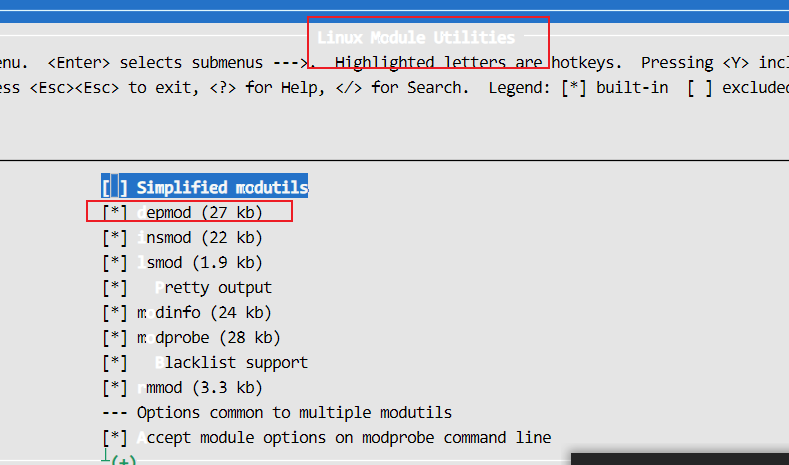 Linux Module Utilities
enu.  <Enter> selects submenus --->.  Highlighted letters are hotkeys.  Pressing <Y> incl
ess <Esc><Esc> to exit, <?> for Help, </> for Search.  Legend: [*] built-in  [ ] excluded
[ ] Simplified modutils
[*] depmod (27 kb)
[*] insmod (22 kb)
[*] lsmod (1.9 kb)
[*]   Pretty output
[*] modinfo (24 kb)
[*] modprobe (28 kb)
[*]   Blacklist support
[*] rmmod (3.3 kb)
--- Options common to multiple modutils
[*] Accept module options on modprobe command line
┴(+)